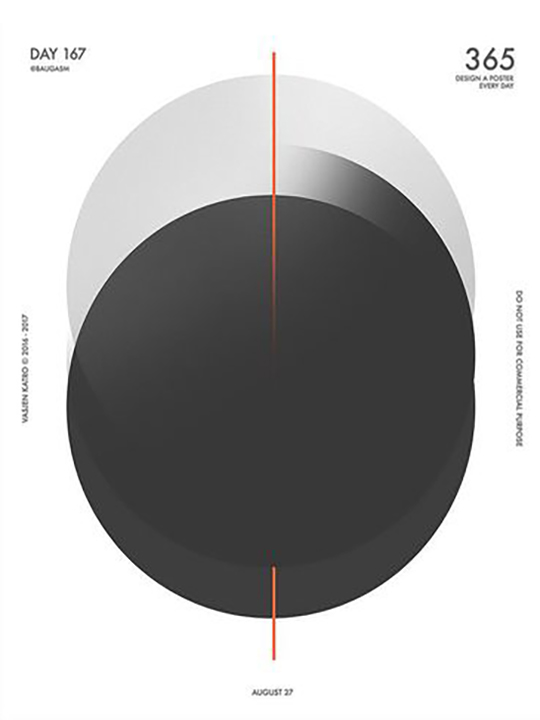 DAY 167
@BAUGASM
365
DESIGN A POSTER
EVERY DAY
VASJEN KATRO © 2016 - 2017
DO NOT USE FOR COMMERCIAL PURPOSE
AUGUST 27